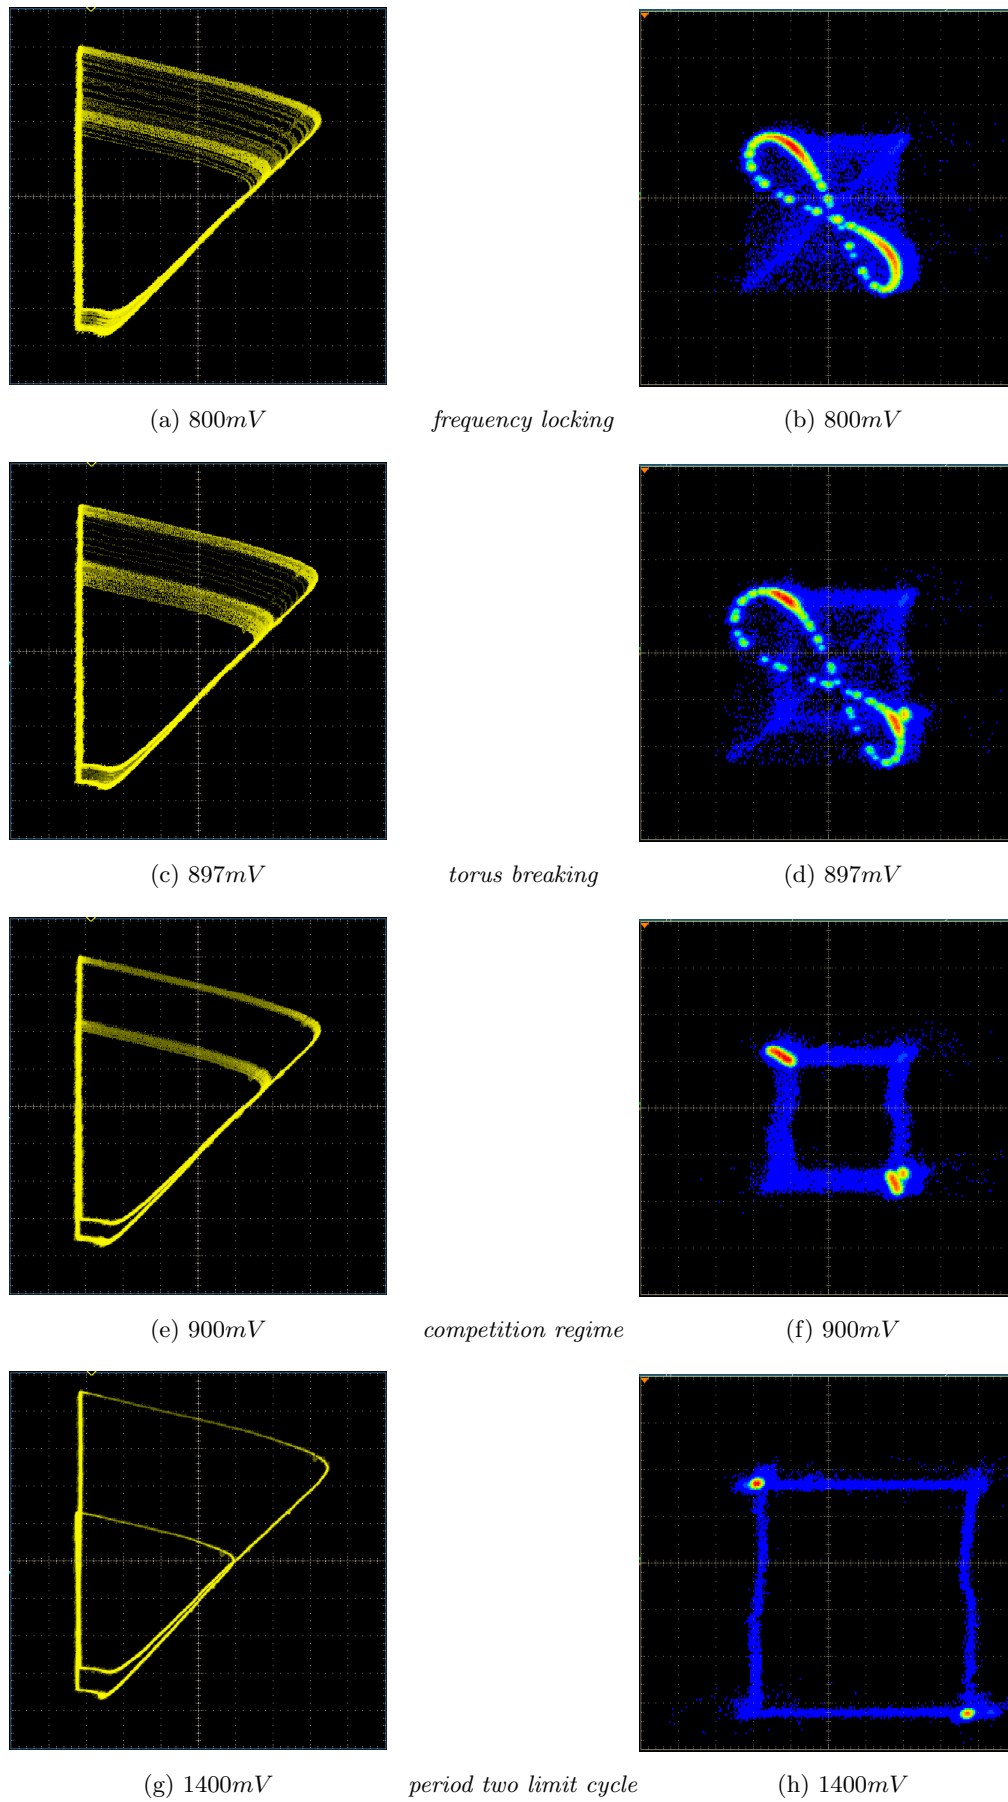 (a) 800mV frequency locking (b) 800mV
(c) 897mV torus breaking (d) 897mV
(e) 900mV competition regime (f) 900mV
(g) 1400mV period two limit cycle (h) 1400mV